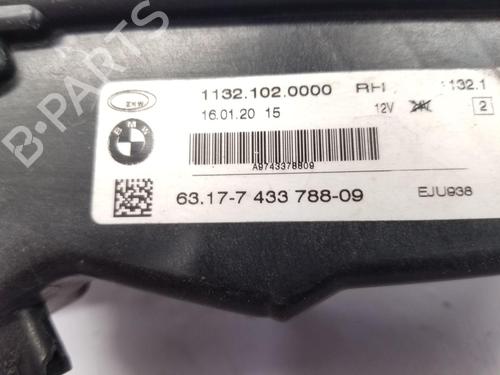 B-PARTS
ZKW
1132.102.0000 RH 1132.1
16.01.20 15 12V 2
BMW
A9743378809
63.17-7 433 788-09 EJU938